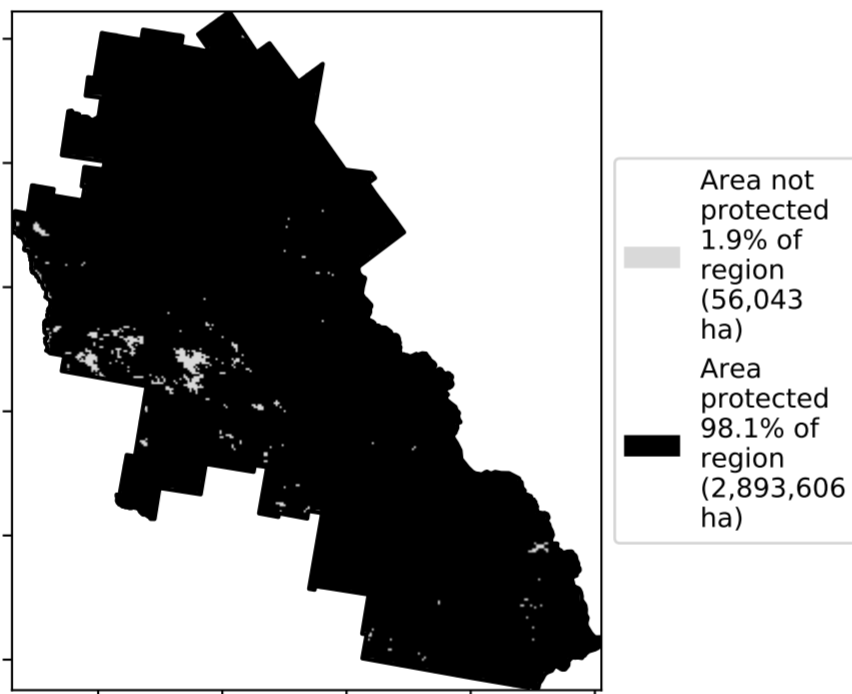 Area not
protected
1.9% of
region
(56,043
ha)
Area
protected
98.1% of
region
(2,893,606
ha)